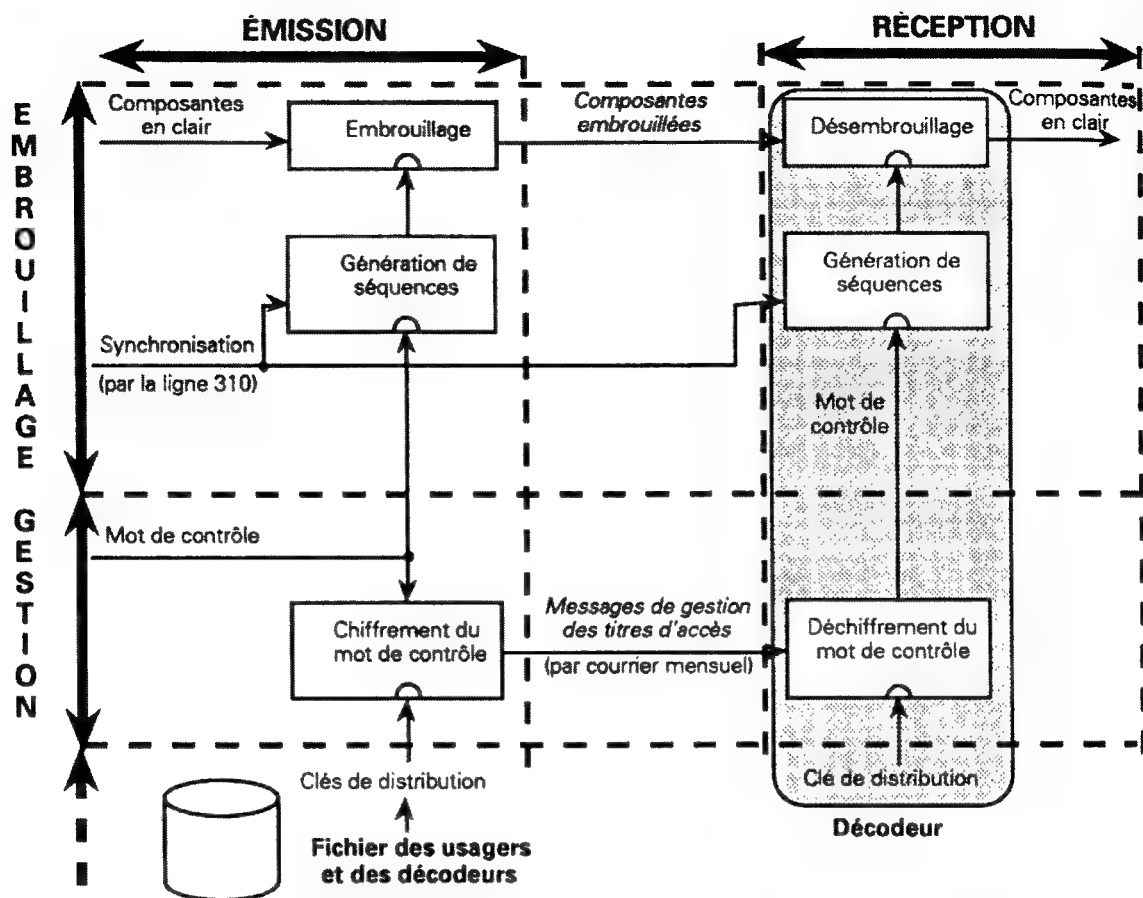 ÉMISSION
RÉCEPTION
EMBROUILLAGE
GESTION
Composantes
en clair
Embrouillage
Composantes
embrouillées
Désembrouillage
Composantes
en clair
Génération de
séquences
Génération de
séquences
Synchronisation
(par la ligne 310)
Mot de
contrôle
Mot de contrôle
Chiffrement du
mot de contrôle
Messages de gestion
des titres d'accès
(par courrier mensuel)
Déchiffrement du
mot de contrôle
Clés de distribution
Clé de distribution
Fichier des usagers
et des décodeurs
Décodeur